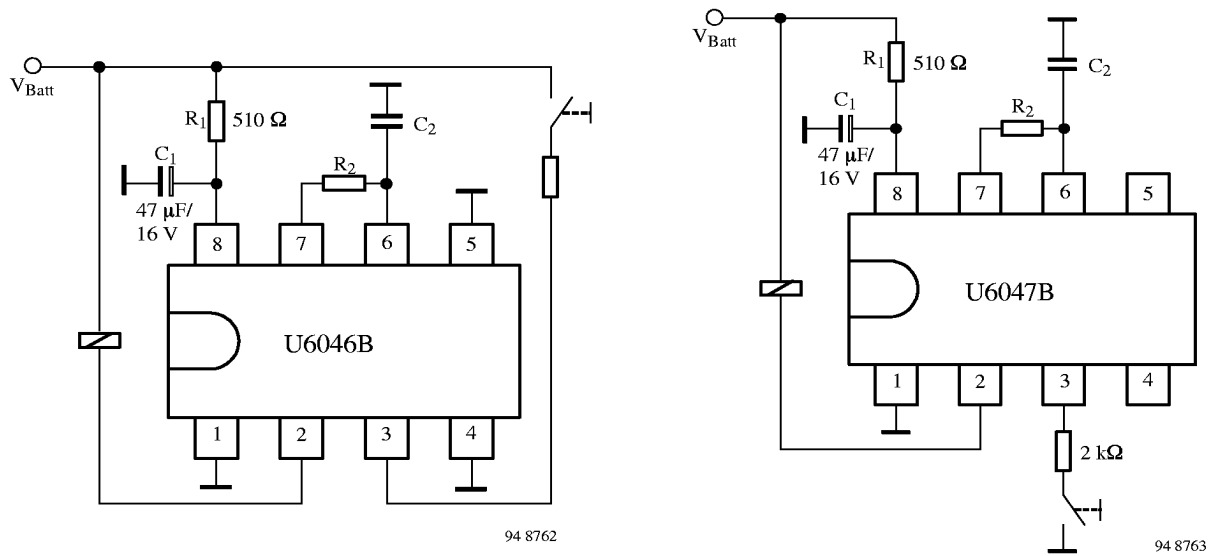 V_Batt
R₁ 510 Ω
C₁
47 µF/
16 V
C₂
R₂
8 7 6 5
U6046B
1 2 3 4
94 8762
V_Batt
R₁ 510 Ω
C₁
47 µF/
16 V
C₂
R₂
8 7 6 5
U6047B
1 2 3 4
2 kΩ
94 8763